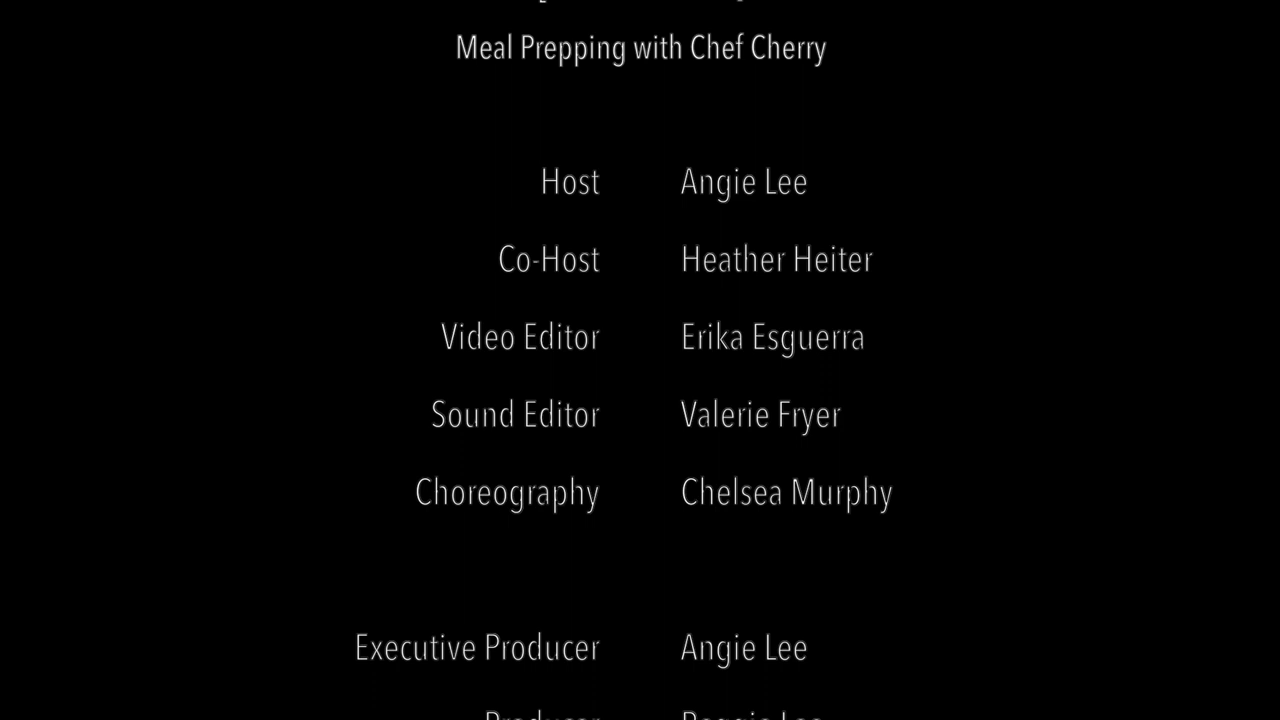 Meal Prepping with Chef Cherry
Host Angie Lee
Co-Host Heather Heiter
Video Editor Erika Esguerra
Sound Editor Valerie Fryer
Choreography Chelsea Murphy
Executive Producer Angie Lee
Producer